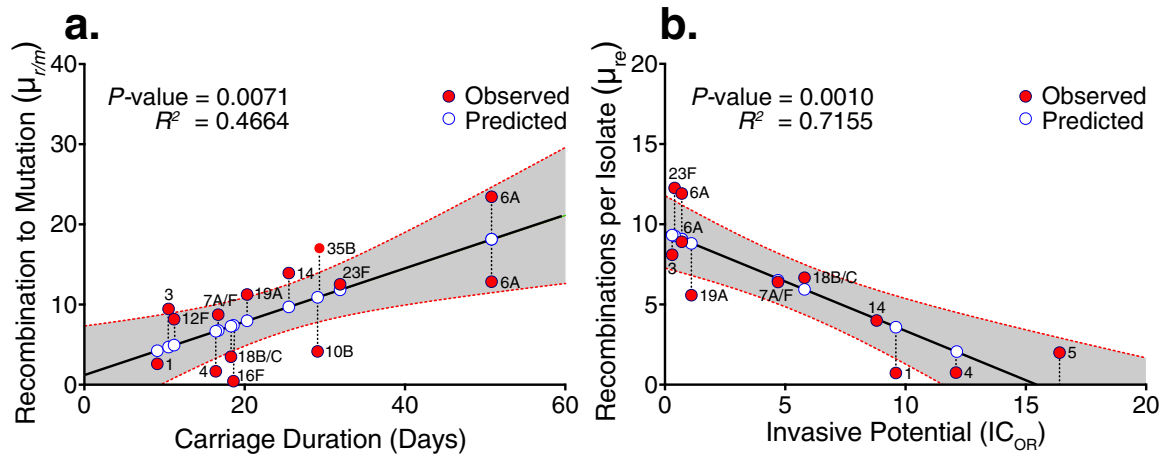 a.
Recombination to Mutation (μr/m)
40
30
20
10
0
P-value = 0.0071
R² = 0.4664
Observed
Predicted
3
12F
1
7A/F
4
18B/C
16F
19A
14
35B
10B
23F
6A
6A
0
20
40
60
Carriage Duration (Days)
b.
Recombinations per Isolate (μre)
20
15
10
5
0
P-value = 0.0010
R² = 0.7155
Observed
Predicted
23F
6A
6A
3
19A
7A/F
18B/C
14
1
4
5
0
5
10
15
20
Invasive Potential (ICOR)